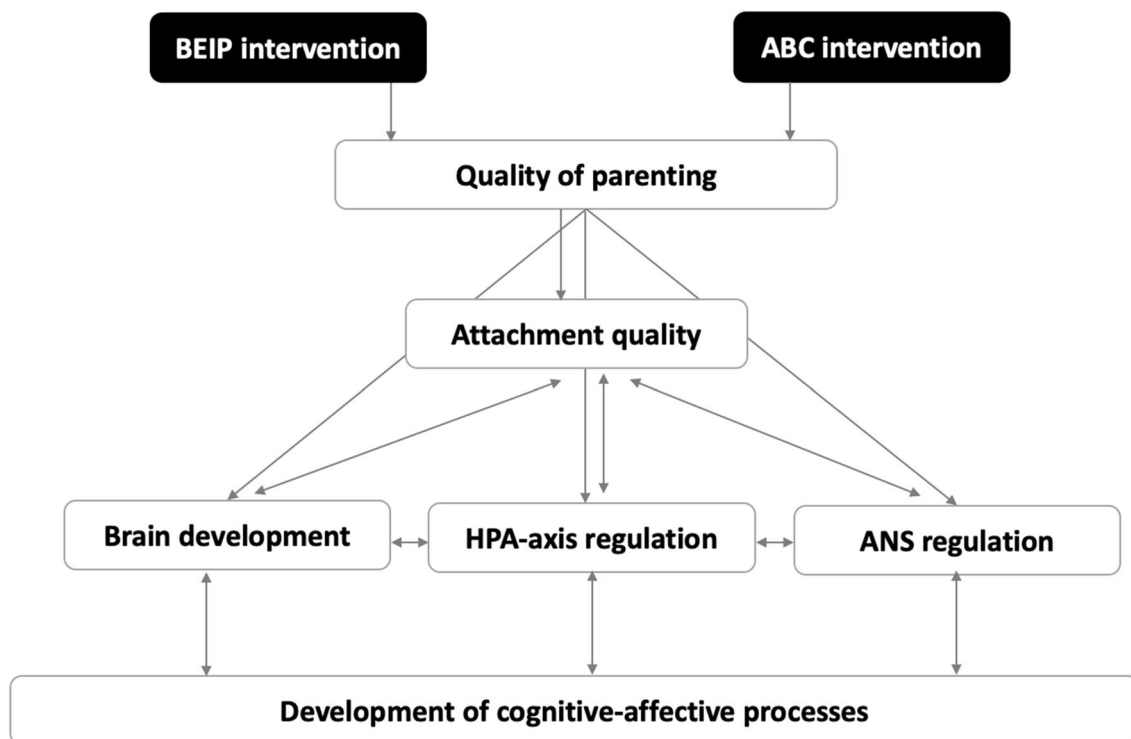 BEIP intervention
ABC intervention
Quality of parenting
Attachment quality
Brain development
HPA-axis regulation
ANS regulation
Development of cognitive-affective processes